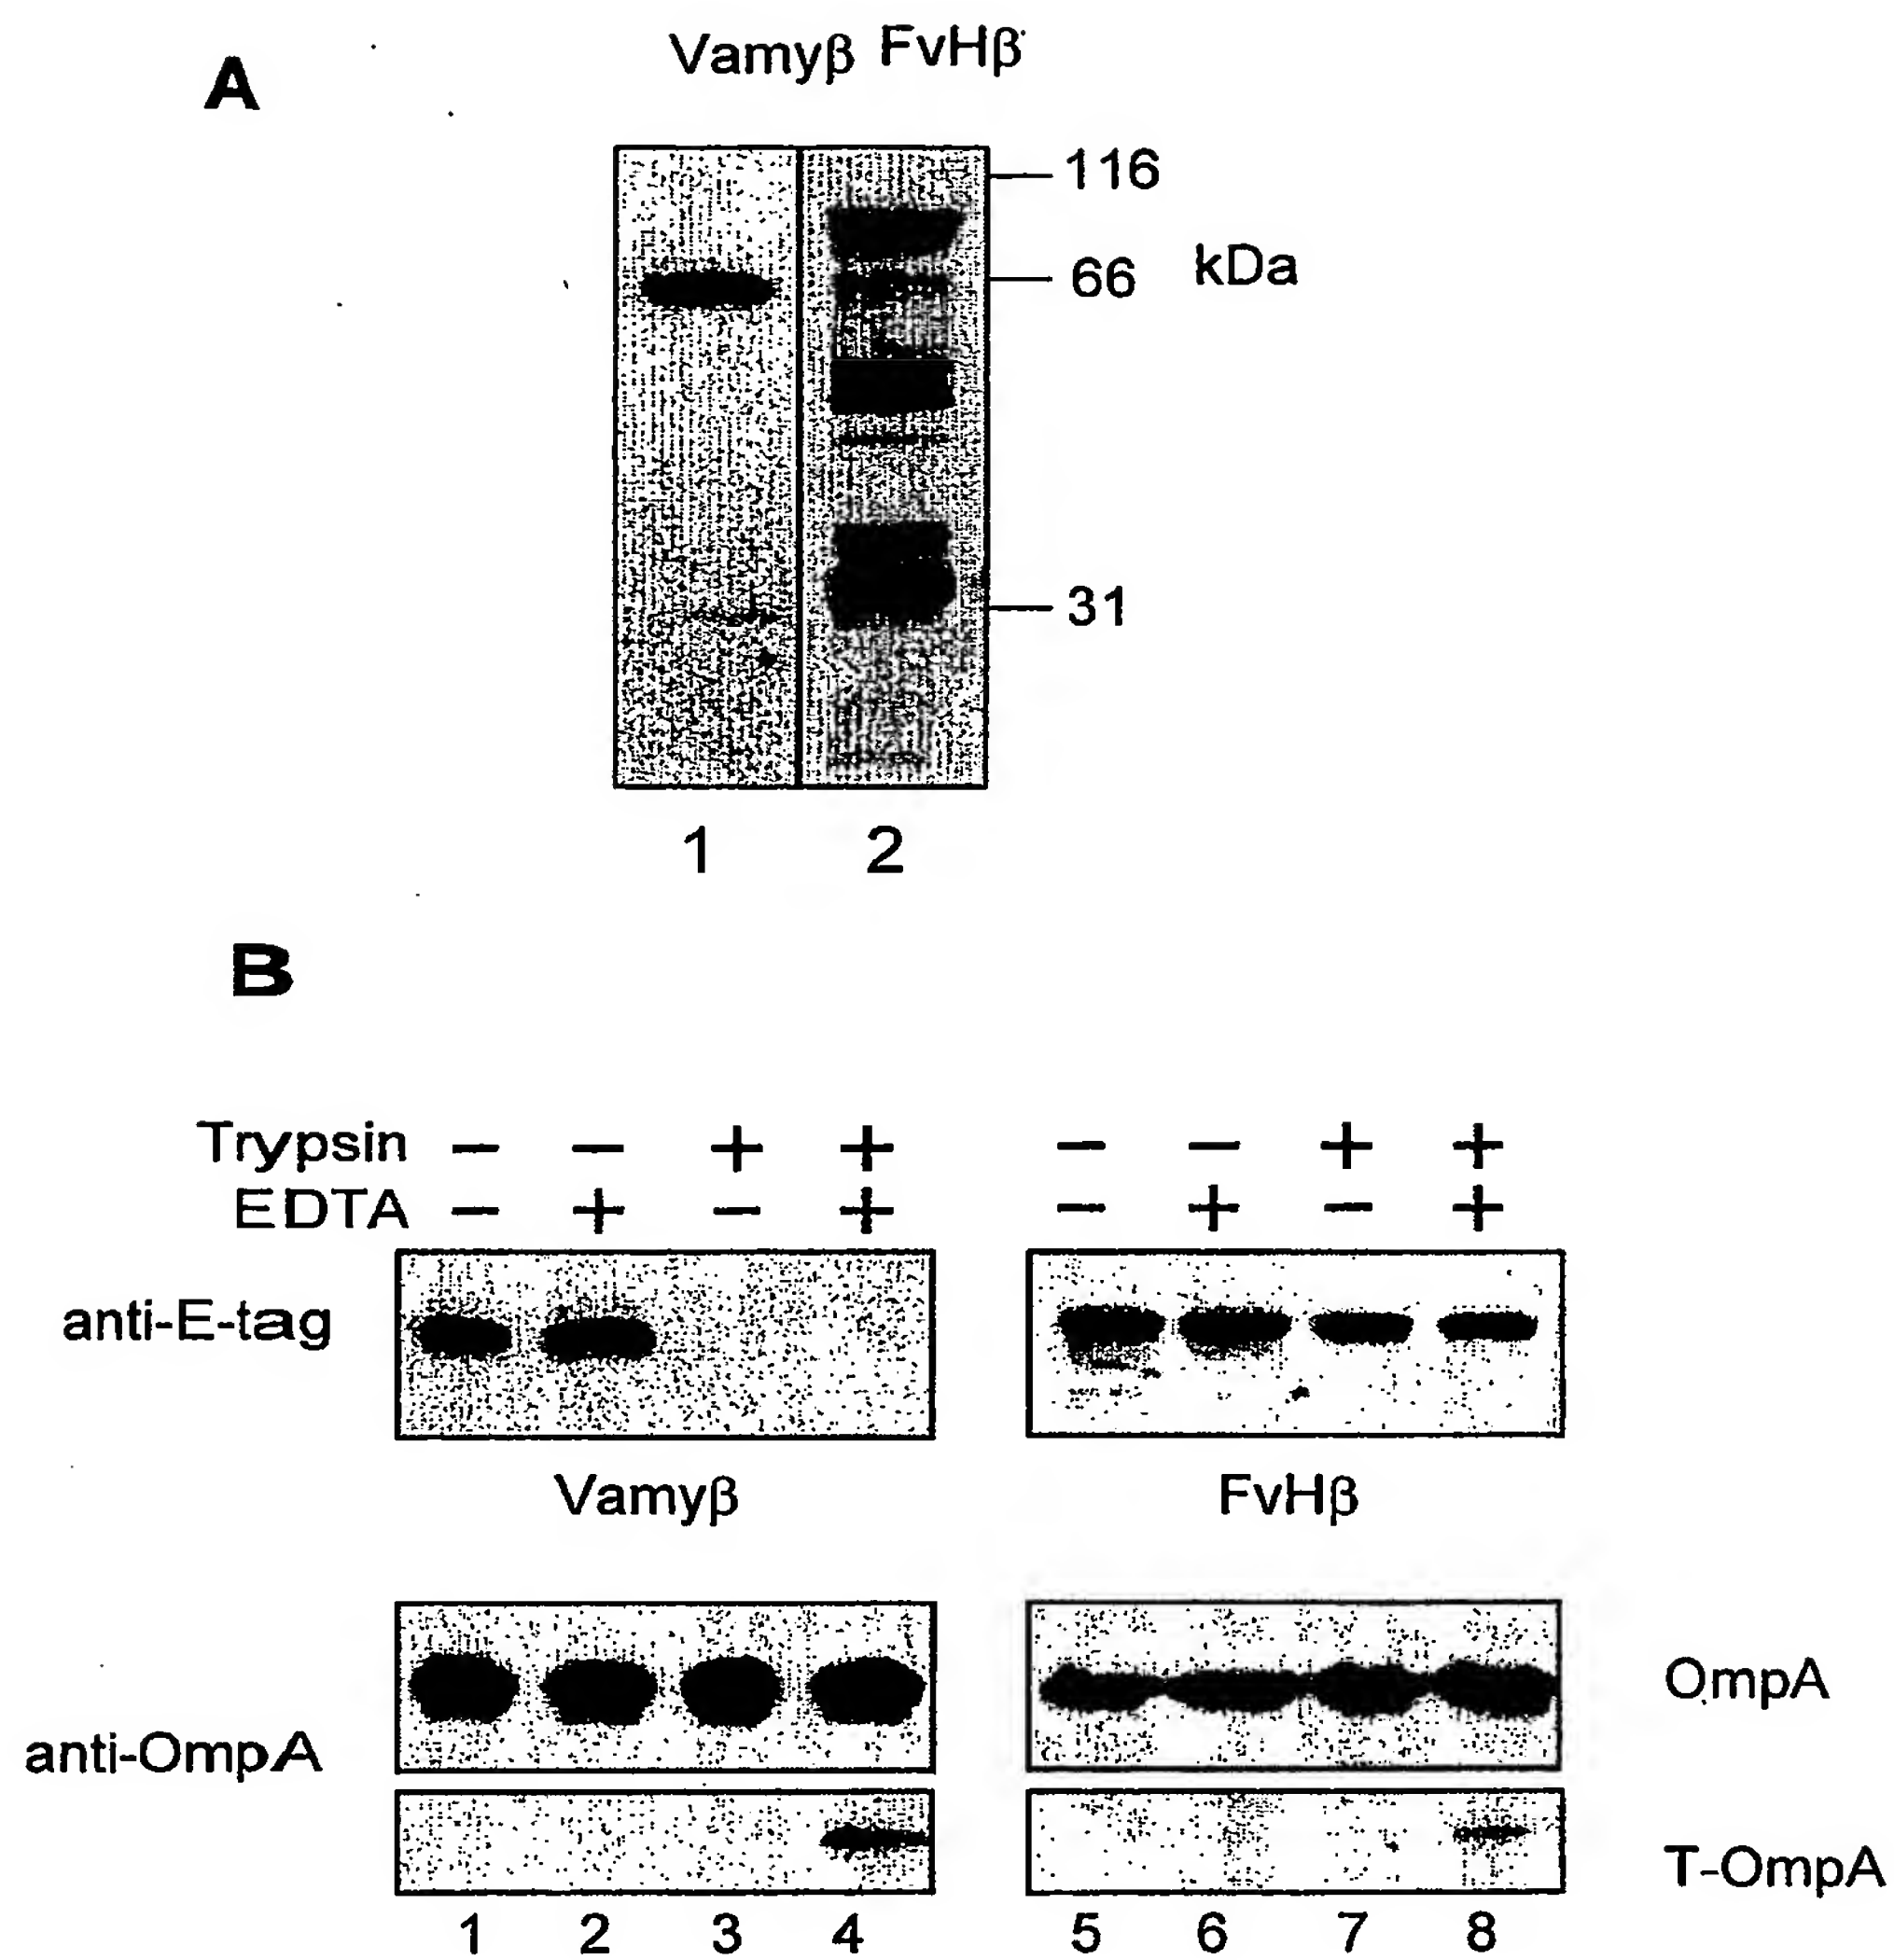 A
Vamyβ FvHβ
116
66 kDa
31
1 2
B
Trypsin – – + + – – + +
EDTA – + – + – + – +
anti-E-tag
Vamyβ FvHβ
OmpA
anti-OmpA
T-OmpA
1 2 3 4 5 6 7 8